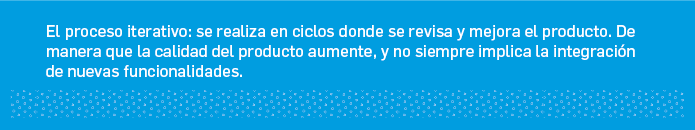 El proceso iterativo: se realiza en ciclos donde se revisa y mejora el producto. De
manera que la calidad del producto aumente, y no siempre implica la integración
de nuevas funcionalidades.